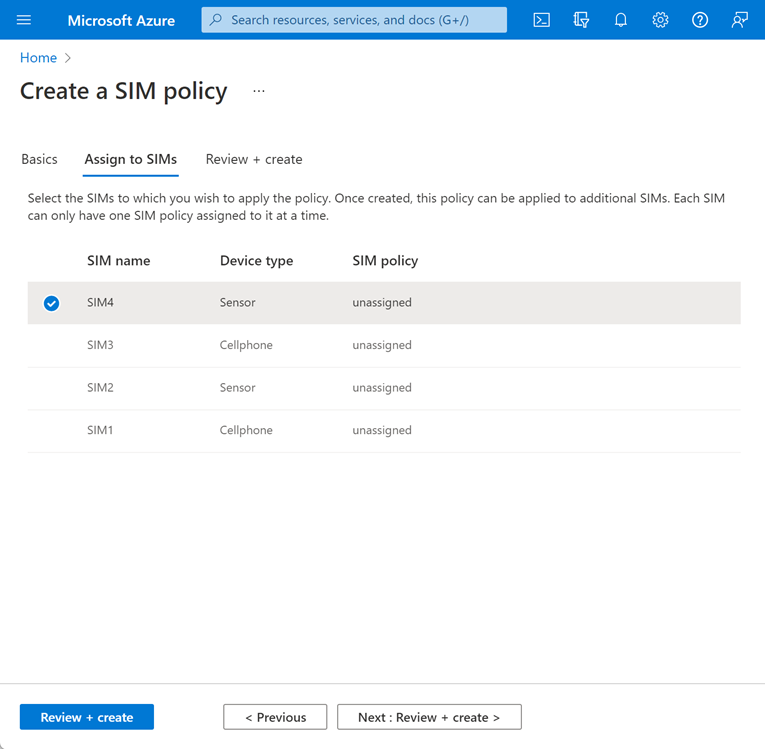 Microsoft Azure Search resources, services, and docs (G+/)
Home >
Create a SIM policy ...
Basics Assign to SIMs Review + create
Select the SIMs to which you wish to apply the policy. Once created, this policy can be applied to additional SIMs. Each SIM
can only have one SIM policy assigned to it at a time.
SIM name Device type SIM policy
SIM4 Sensor unassigned
SIM3 Cellphone unassigned
SIM2 Sensor unassigned
SIM1 Cellphone unassigned
Review + create < Previous Next : Review + create >